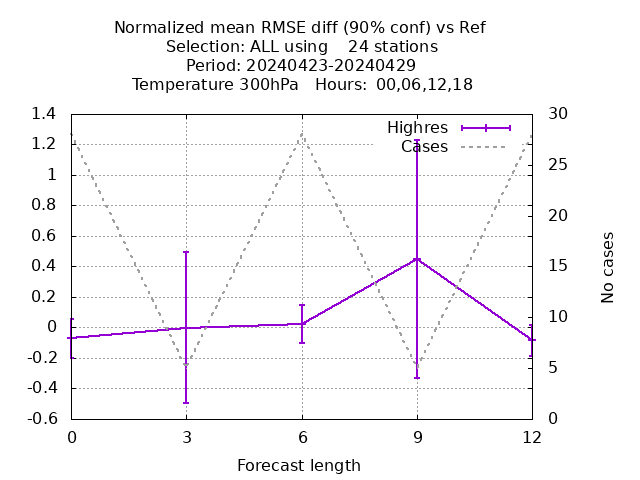 Normalized mean RMSE diff (90% conf) vs Ref
Selection: ALL using    24 stations
Period: 20240423-20240429
Temperature 300hPa   Hours:  00,06,12,18
Highres
Cases
1.4
1.2
1
0.8
0.6
0.4
0.2
0
-0.2
-0.4
-0.6
30
25
20
15
10
5
0
No cases
0 3 6 9 12
Forecast length